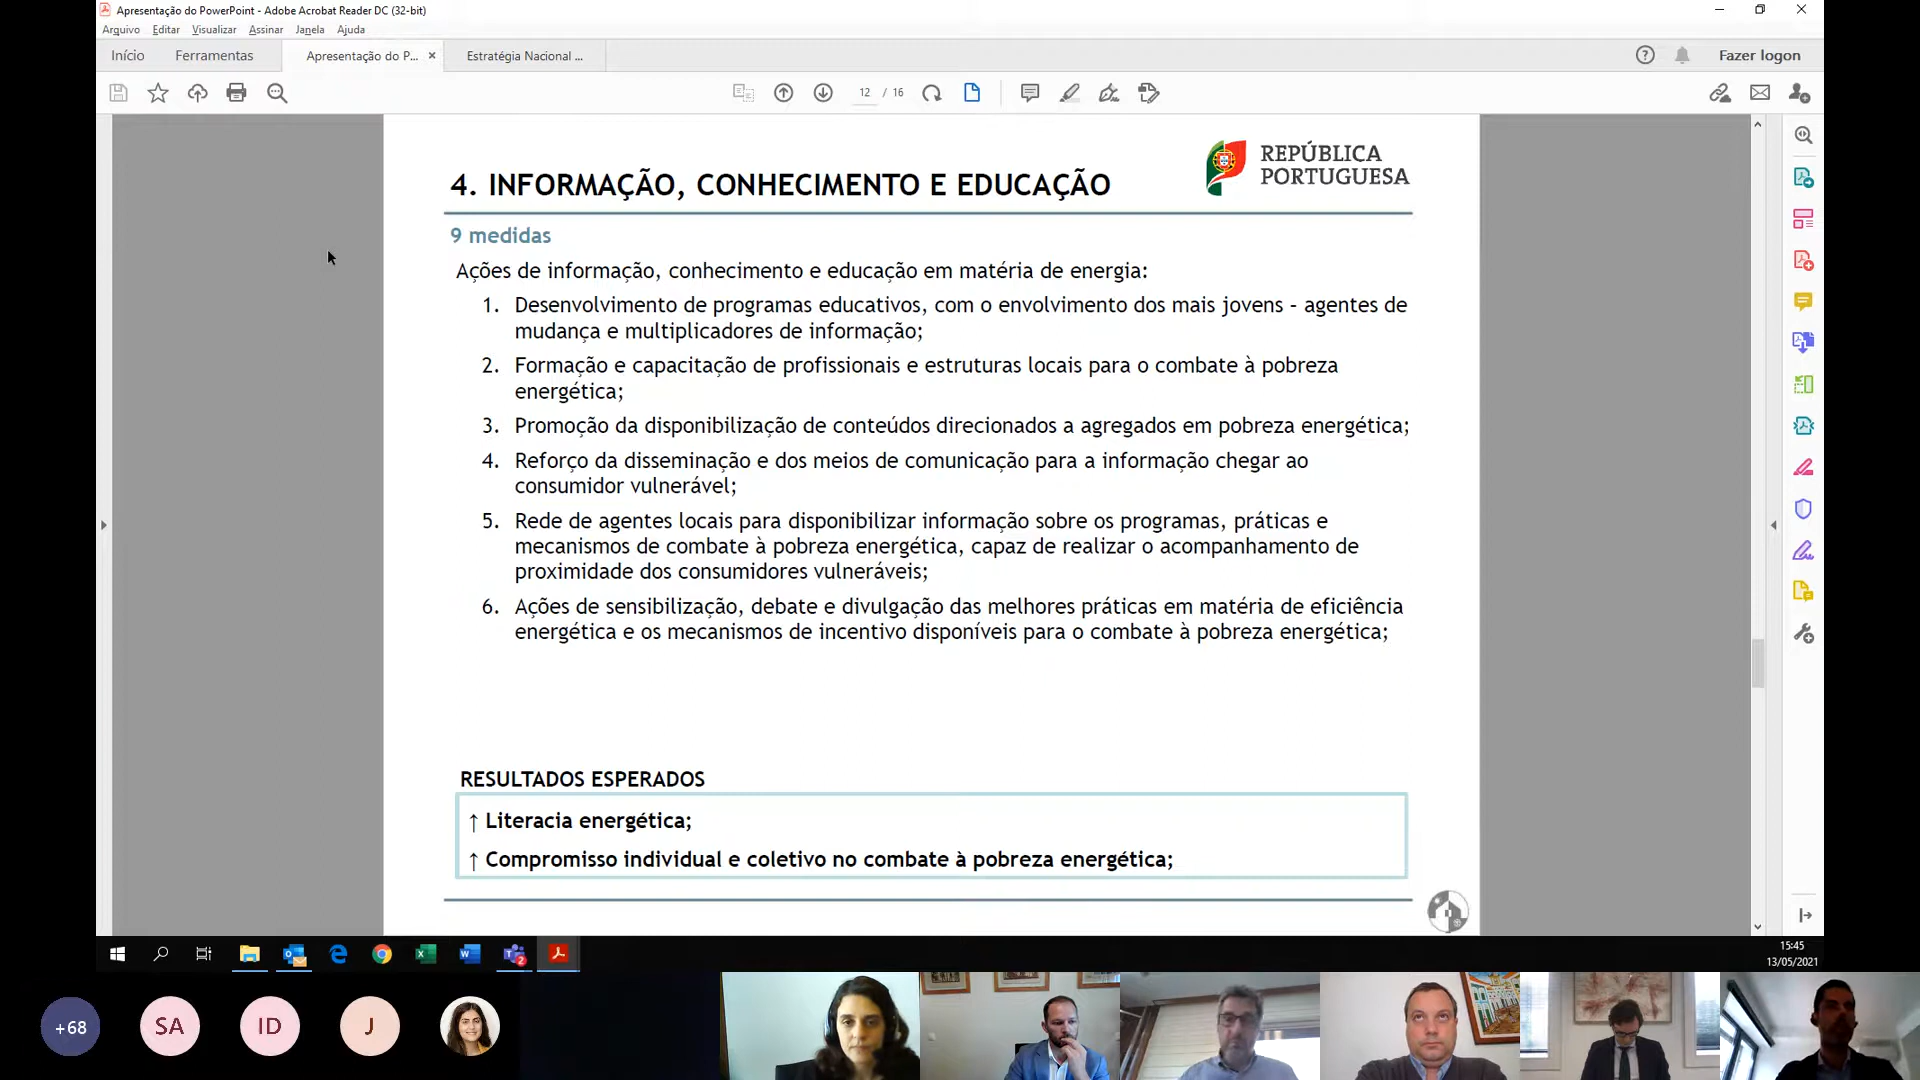 Apresentação do PowerPoint - Adobe Acrobat Reader DC (32-bit)
Arquivo Editar Visualizar Assinar Janela Ajuda
Início Ferramentas Apresentação do P... × Estratégia Nacional ... Fazer logon
12 / 16
REPÚBLICA
PORTUGUESA
4. INFORMAÇÃO, CONHECIMENTO E EDUCAÇÃO
9 medidas
Ações de informação, conhecimento e educação em matéria de energia:
1. Desenvolvimento de programas educativos, com o envolvimento dos mais jovens – agentes de
mudança e multiplicadores de informação;
2. Formação e capacitação de profissionais e estruturas locais para o combate à pobreza
energética;
3. Promoção da disponibilização de conteúdos direcionados a agregados em pobreza energética;
4. Reforço da disseminação e dos meios de comunicação para a informação chegar ao
consumidor vulnerável;
5. Rede de agentes locais para disponibilizar informação sobre os programas, práticas e
mecanismos de combate à pobreza energética, capaz de realizar o acompanhamento de
proximidade dos consumidores vulneráveis;
6. Ações de sensibilização, debate e divulgação das melhores práticas em matéria de eficiência
energética e os mecanismos de incentivo disponíveis para o combate à pobreza energética;
RESULTADOS ESPERADOS
↑ Literacia energética;
↑ Compromisso individual e coletivo no combate à pobreza energética;
15:45
13/05/2021
+68 SA ID J